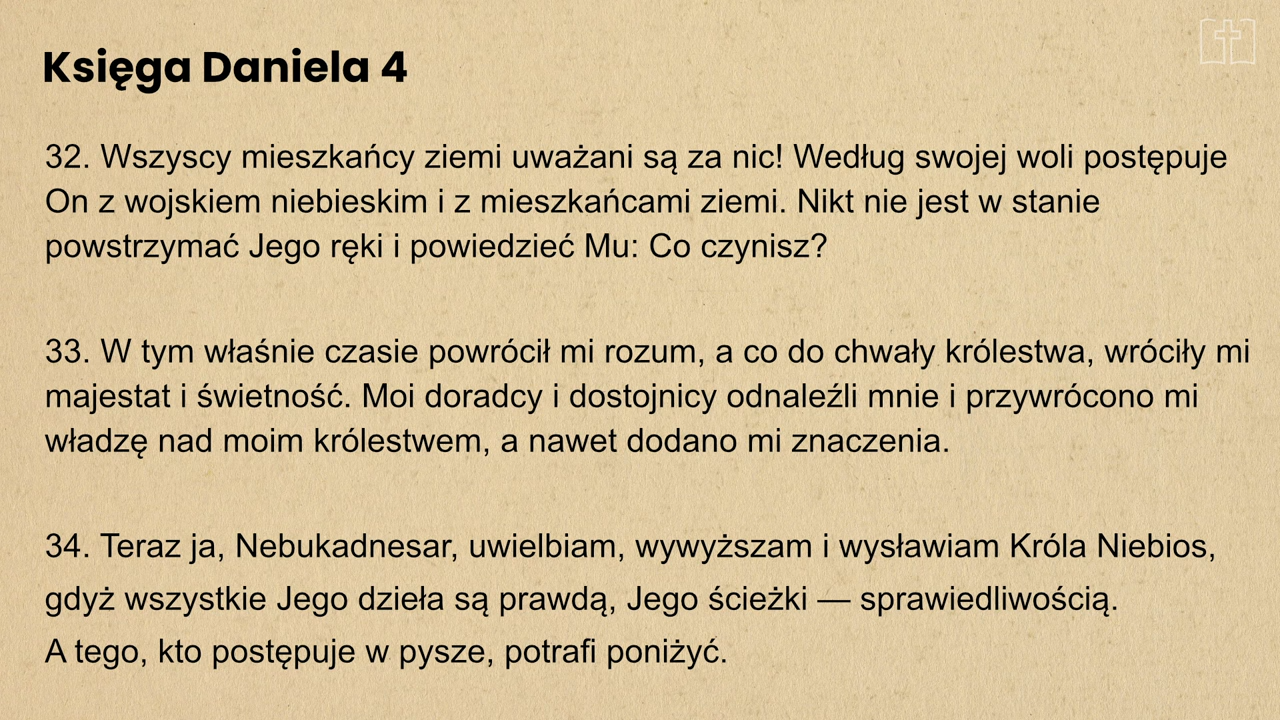 Księga Daniela 4
32. Wszyscy mieszkańcy ziemi uważani są za nic! Według swojej woli postępuje
On z wojskiem niebieskim i z mieszkańcami ziemi. Nikt nie jest w stanie
powstrzymać Jego ręki i powiedzieć Mu: Co czynisz?
33. W tym właśnie czasie powrócił mi rozum, a co do chwały królestwa, wróciły mi
majestat i świetność. Moi doradcy i dostojnicy odnaleźli mnie i przywrócono mi
władzę nad moim królestwem, a nawet dodano mi znaczenia.
34. Teraz ja, Nebukadnesar, uwielbiam, wywyższam i wysławiam Króla Niebios,
gdyż wszystkie Jego dzieła są prawdą, Jego ścieżki — sprawiedliwością.
A tego, kto postępuje w pysze, potrafi poniżyć.